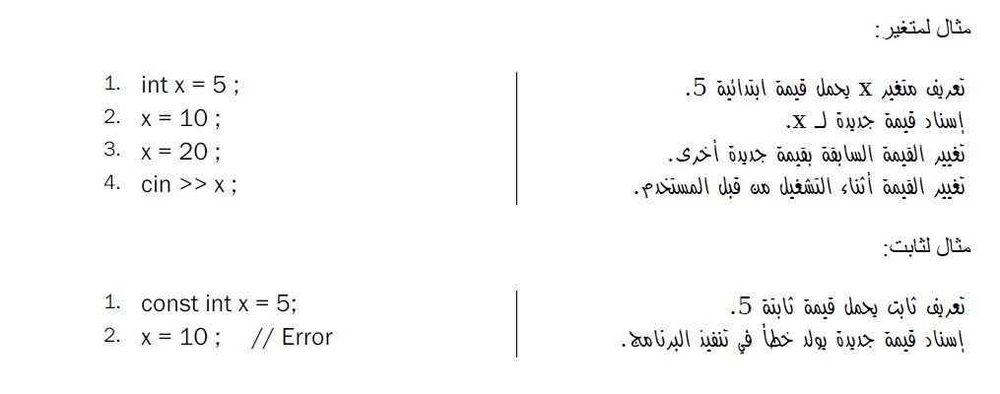 مثال لمتغير:
1. int x = 5 ;
تعريف متغير x يحمل قيمة ابتدائية 5.
2. x = 10 ;
إسناد قيمة جديدة لـ x.
3. x = 20 ;
تغيير القيمة السابقة بقيمة جديدة أخرى.
4. cin >> x ;
تغيير القيمة أثناء التشغيل من قبل المستخدم.
مثال لثابت:
1. const int x = 5;
تعريف ثابت يحمل قيمة ثابتة 5.
2. x = 10 ; // Error
إسناد قيمة جديدة يولد خطأ في تنفيذ البرنامج.